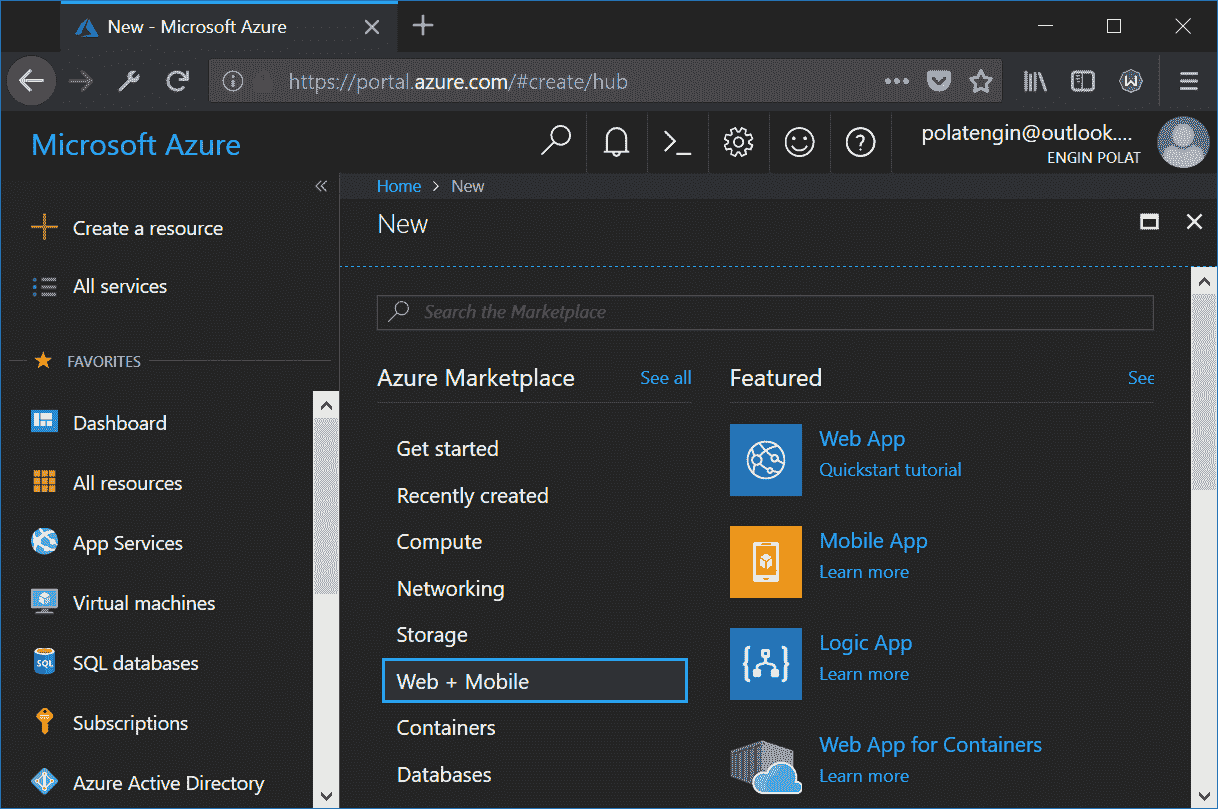 New - Microsoft Azure
https://portal.azure.com/#create/hub
Microsoft Azure
polatengin@outlook....
ENGIN POLAT
Create a resource
All services
FAVORITES
Dashboard
All resources
App Services
Virtual machines
SQL databases
SQL
Subscriptions
Azure Active Directory
Home > New
New
Search the Marketplace
Azure Marketplace
See all
Get started
Recently created
Compute
Networking
Storage
Web + Mobile
Containers
Databases
Featured
See
Web App
Quickstart tutorial
Mobile App
Learn more
Logic App
Learn more
Web App for Containers
Learn more